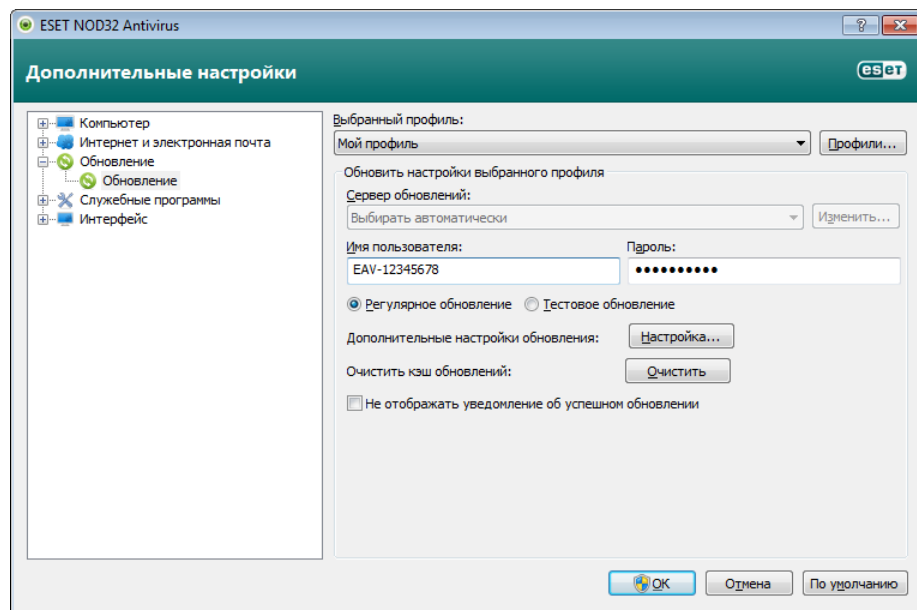 ESET NOD32 Antivirus
Дополнительные настройки
eset
Компьютер
Интернет и электронная почта
Обновление
Обновление
Служебные программы
Интерфейс
Выбранный профиль:
Мой профиль
Профили...
Обновить настройки выбранного профиля
Сервер обновлений:
Выбирать автоматически
Изменить...
Имя пользователя:
Пароль:
EAV-12345678
••••••••••
Регулярное обновление
Тестовое обновление
Дополнительные настройки обновления:
Настройка...
Очистить кэш обновлений:
Очистить
Не отображать уведомление об успешном обновлении
OK
Отмена
По умолчанию